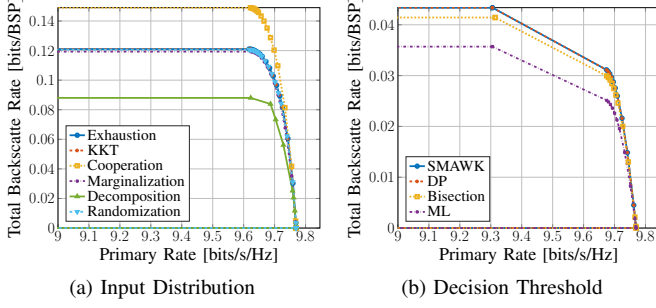 Total Backscatte Rate [bits/BSP]
0.14
0.12
0.1
0.08
0.06
0.04
0.02
0
Exhaustion
KKT
Cooperation
Marginalization
Decomposition
Randomization
9 9.1 9.2 9.3 9.4 9.5 9.6 9.7 9.8
Primary Rate [bits/s/Hz]
(a) Input Distribution
Total Backscatte Rate [bits/BSP]
0.04
0.03
0.02
0.01
0
SMAWK
DP
Bisection
ML
9 9.1 9.2 9.3 9.4 9.5 9.6 9.7 9.8
Primary Rate [bits/s/Hz]
(b) Decision Threshold